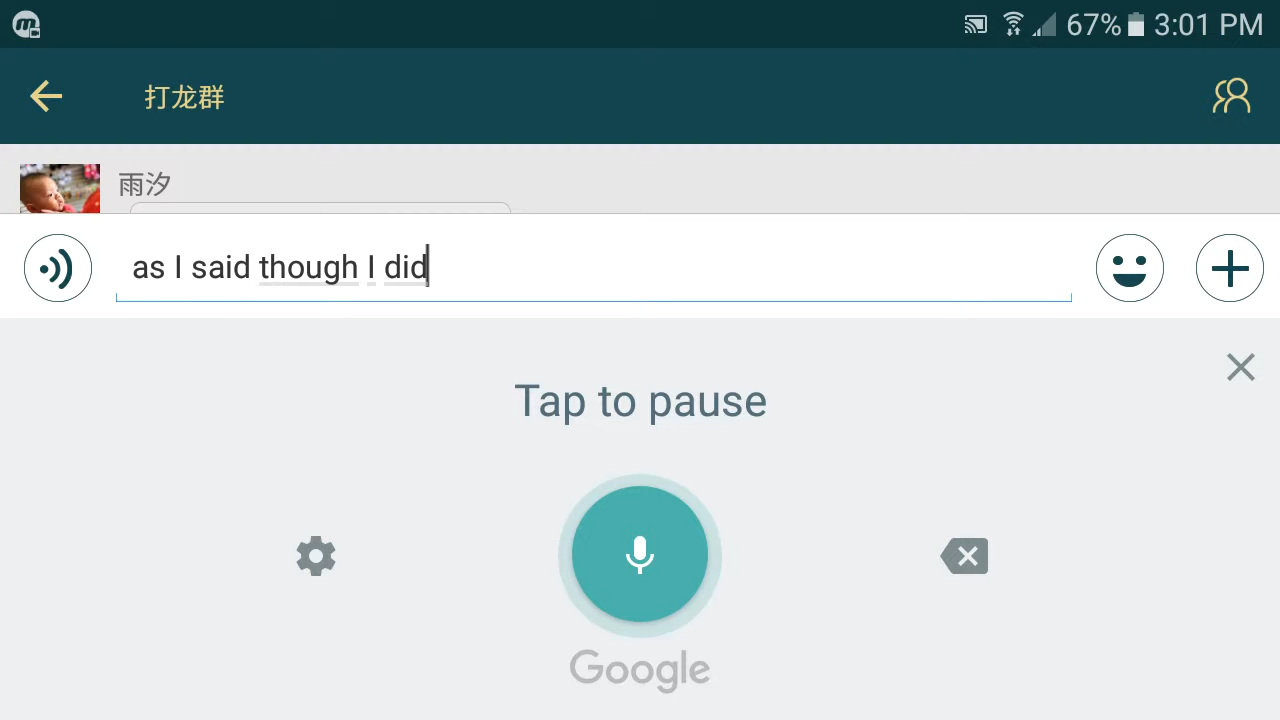 67% 3:01 PM
打龙群
雨汐
as I said though I did
Tap to pause
Google